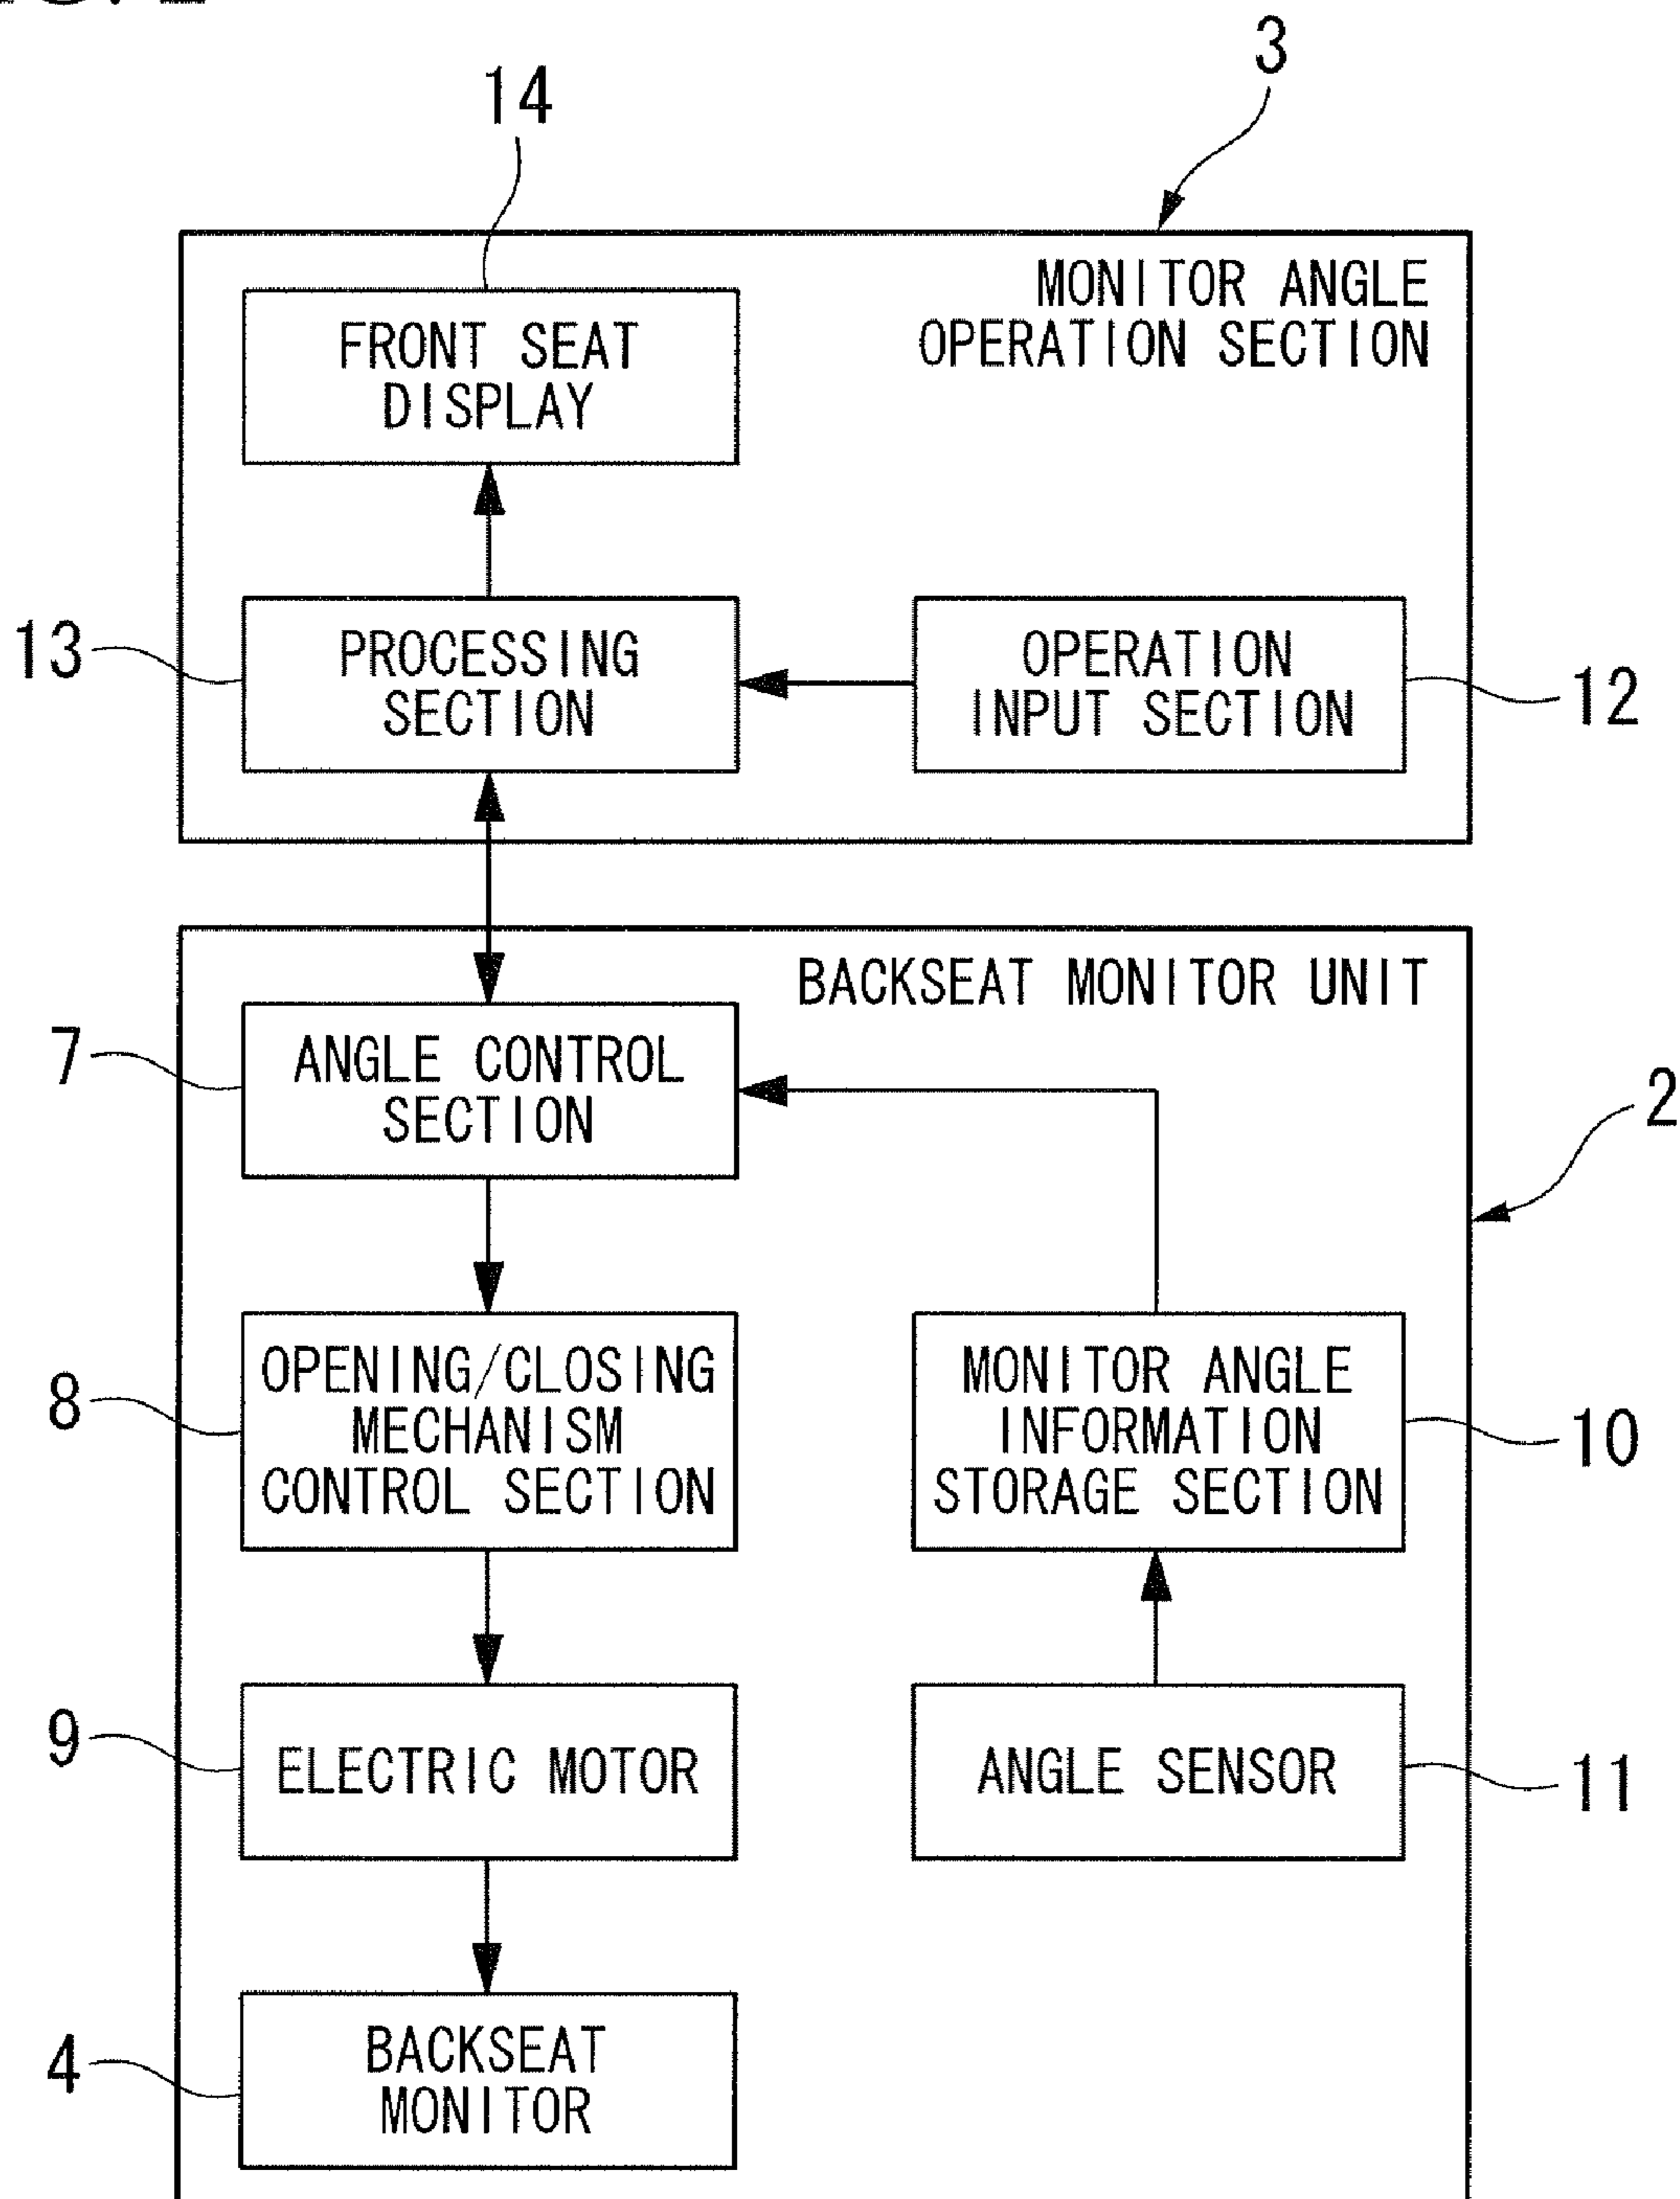 3
14
MONITOR ANGLE
OPERATION SECTION
FRONT SEAT
DISPLAY
13
PROCESSING
SECTION
OPERATION
INPUT SECTION
12
BACKSEAT MONITOR UNIT
7
ANGLE CONTROL
SECTION
2
8
OPENING/CLOSING
MECHANISM
CONTROL SECTION
MONITOR ANGLE
INFORMATION
STORAGE SECTION
10
9
ELECTRIC MOTOR
ANGLE SENSOR
11
4
BACKSEAT
MONITOR